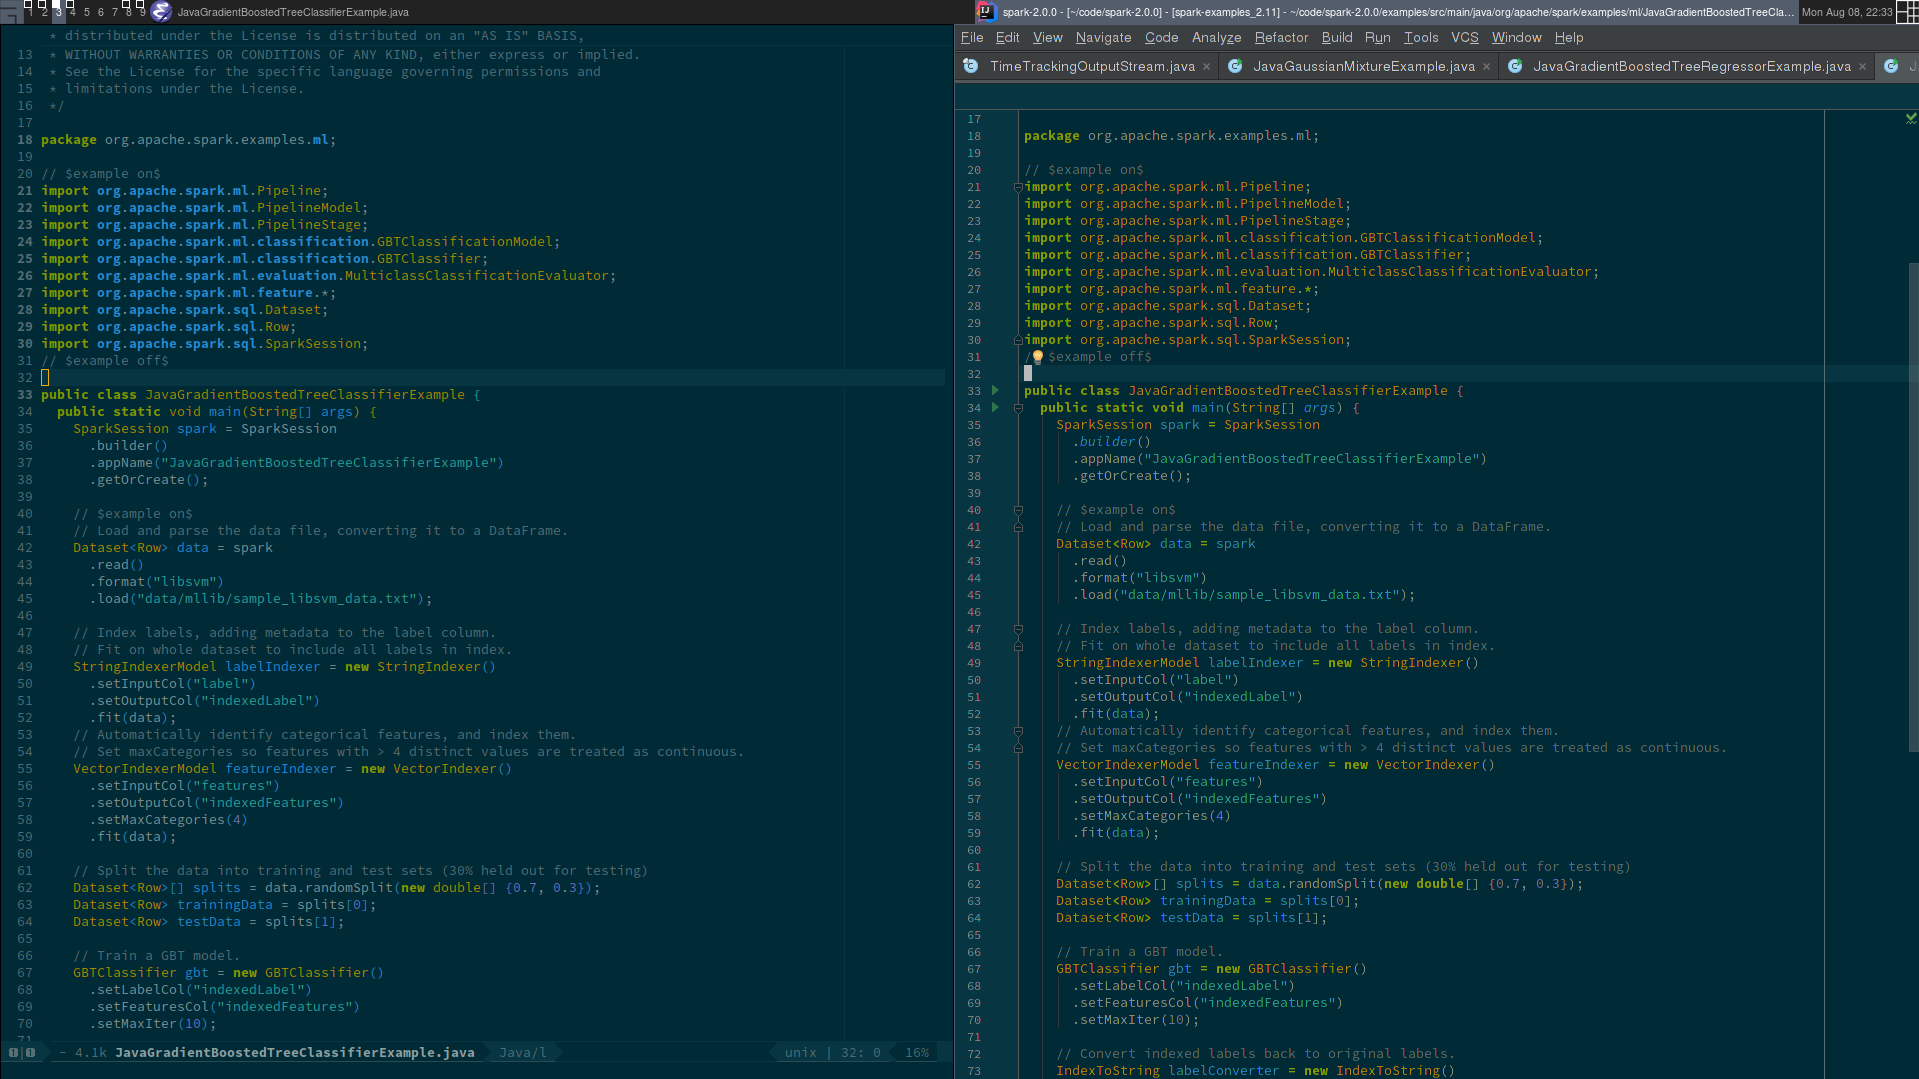 1 2 3 4 5 6 7 8 9 JavaGradientBoostedTreeClassifierExample.java
* distributed under the License is distributed on an "AS IS" BASIS,
13 * WITHOUT WARRANTIES OR CONDITIONS OF ANY KIND, either express or implied.
14 * See the License for the specific language governing permissions and
15 * limitations under the License.
16 */
17
18 package org.apache.spark.examples.ml;
19
20 // $example on$
21 import org.apache.spark.ml.Pipeline;
22 import org.apache.spark.ml.PipelineModel;
23 import org.apache.spark.ml.PipelineStage;
24 import org.apache.spark.ml.classification.GBTClassificationModel;
25 import org.apache.spark.ml.classification.GBTClassifier;
26 import org.apache.spark.ml.evaluation.MulticlassClassificationEvaluator;
27 import org.apache.spark.ml.feature.*;
28 import org.apache.spark.sql.Dataset;
29 import org.apache.spark.sql.Row;
30 import org.apache.spark.sql.SparkSession;
31 // $example off$
32
33 public class JavaGradientBoostedTreeClassifierExample {
34 public static void main(String[] args) {
35 SparkSession spark = SparkSession
36 .builder()
37 .appName("JavaGradientBoostedTreeClassifierExample")
38 .getOrCreate();
39
40 // $example on$
41 // Load and parse the data file, converting it to a DataFrame.
42 Dataset<Row> data = spark
43 .read()
44 .format("libsvm")
45 .load("data/mllib/sample_libsvm_data.txt");
46
47 // Index labels, adding metadata to the label column.
48 // Fit on whole dataset to include all labels in index.
49 StringIndexerModel labelIndexer = new StringIndexer()
50 .setInputCol("label")
51 .setOutputCol("indexedLabel")
52 .fit(data);
53 // Automatically identify categorical features, and index them.
54 // Set maxCategories so features with > 4 distinct values are treated as continuous.
55 VectorIndexerModel featureIndexer = new VectorIndexer()
56 .setInputCol("features")
57 .setOutputCol("indexedFeatures")
58 .setMaxCategories(4)
59 .fit(data);
60
61 // Split the data into training and test sets (30% held out for testing)
62 Dataset<Row>[] splits = data.randomSplit(new double[] {0.7, 0.3});
63 Dataset<Row> trainingData = splits[0];
64 Dataset<Row> testData = splits[1];
65
66 // Train a GBT model.
67 GBTClassifier gbt = new GBTClassifier()
68 .setLabelCol("indexedLabel")
69 .setFeaturesCol("indexedFeatures")
70 .setMaxIter(10);
71
1 1 - 4.1k JavaGradientBoostedTreeClassifierExample.java Java/l unix | 32: 0 16%
spark-2.0.0 - [~/code/spark-2.0.0] - [spark-examples_2.11] - ~/code/spark-2.0.0/examples/src/main/java/org/apache/spark/examples/ml/JavaGradientBoostedTreeCla... Mon Aug 08, 22:33
File Edit View Navigate Code Analyze Refactor Build Run Tools VCS Window Help
TimeTrackingOutputStream.java × JavaGaussianMixtureExample.java × JavaGradientBoostedTreeRegressorExample.java × J
17
18 package org.apache.spark.examples.ml;
19
20 // $example on$
21 import org.apache.spark.ml.Pipeline;
22 import org.apache.spark.ml.PipelineModel;
23 import org.apache.spark.ml.PipelineStage;
24 import org.apache.spark.ml.classification.GBTClassificationModel;
25 import org.apache.spark.ml.classification.GBTClassifier;
26 import org.apache.spark.ml.evaluation.MulticlassClassificationEvaluator;
27 import org.apache.spark.ml.feature.*;
28 import org.apache.spark.sql.Dataset;
29 import org.apache.spark.sql.Row;
30 import org.apache.spark.sql.SparkSession;
31 / $example off$
32
33 public class JavaGradientBoostedTreeClassifierExample {
34 public static void main(String[] args) {
35 SparkSession spark = SparkSession
36 .builder()
37 .appName("JavaGradientBoostedTreeClassifierExample")
38 .getOrCreate();
39
40 // $example on$
41 // Load and parse the data file, converting it to a DataFrame.
42 Dataset<Row> data = spark
43 .read()
44 .format("libsvm")
45 .load("data/mllib/sample_libsvm_data.txt");
46
47 // Index labels, adding metadata to the label column.
48 // Fit on whole dataset to include all labels in index.
49 StringIndexerModel labelIndexer = new StringIndexer()
50 .setInputCol("label")
51 .setOutputCol("indexedLabel")
52 .fit(data);
53 // Automatically identify categorical features, and index them.
54 // Set maxCategories so features with > 4 distinct values are treated as continuous.
55 VectorIndexerModel featureIndexer = new VectorIndexer()
56 .setInputCol("features")
57 .setOutputCol("indexedFeatures")
58 .setMaxCategories(4)
59 .fit(data);
60
61 // Split the data into training and test sets (30% held out for testing)
62 Dataset<Row>[] splits = data.randomSplit(new double[] {0.7, 0.3});
63 Dataset<Row> trainingData = splits[0];
64 Dataset<Row> testData = splits[1];
65
66 // Train a GBT model.
67 GBTClassifier gbt = new GBTClassifier()
68 .setLabelCol("indexedLabel")
69 .setFeaturesCol("indexedFeatures")
70 .setMaxIter(10);
71
72 // Convert indexed labels back to original labels.
73 IndexToString labelConverter = new IndexToString()